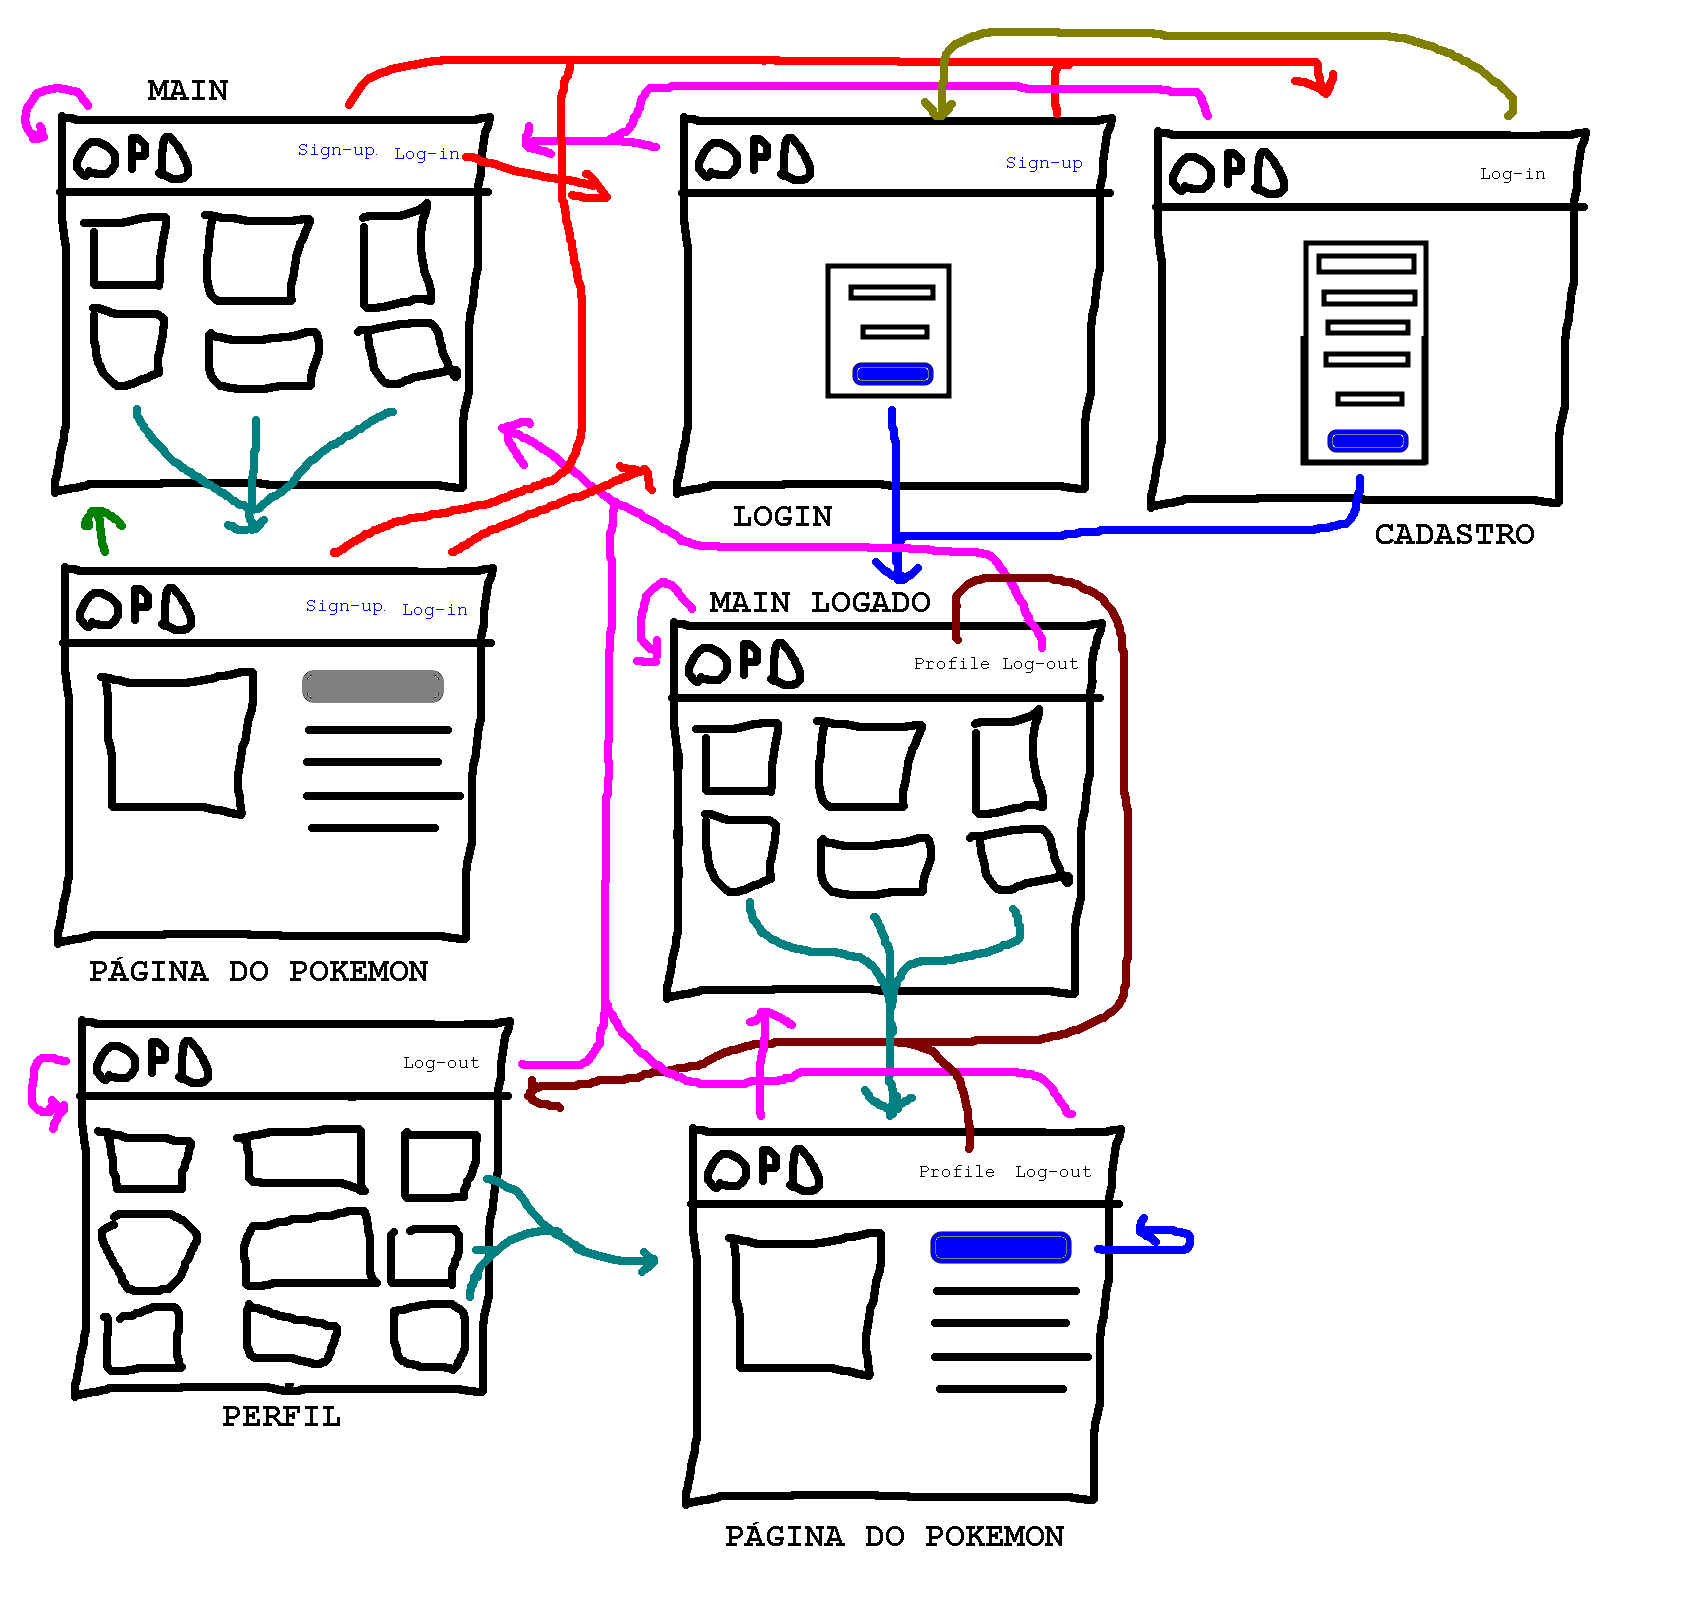 MAIN
OPD
Sign-up.
Log-in
OPD
Sign-up
OPD
Log-in
LOGIN
CADASTRO
OPD
Sign-up.
Log-in
PÁGINA DO POKEMON
MAIN LOGADO
OPD
Profile Log-out
OPD
Log-out
PERFIL
OPD
Profile Log-out
PÁGINA DO POKEMON